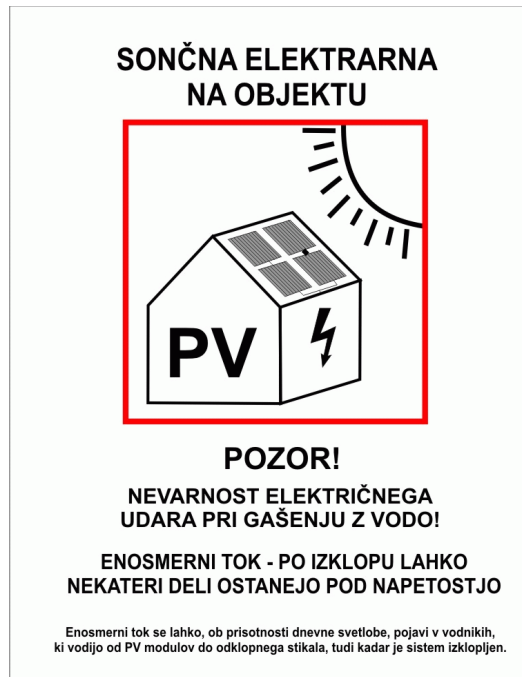 SONČNA ELEKTRARNA
NA OBJEKTU
PV
POZOR!
NEVARNOST ELEKTRIČNEGA
UDARA PRI GAŠENJU Z VODO!
ENOSMERNI TOK - PO IZKLOPU LAHKO
NEKATERI DELI OSTANEJO POD NAPETOSTJO
Enosmerni tok se lahko, ob prisotnosti dnevne svetlobe, pojavi v vodnikih,
ki vodijo od PV modulov do odklopnega stikala, tudi kadar je sistem izklopljen.